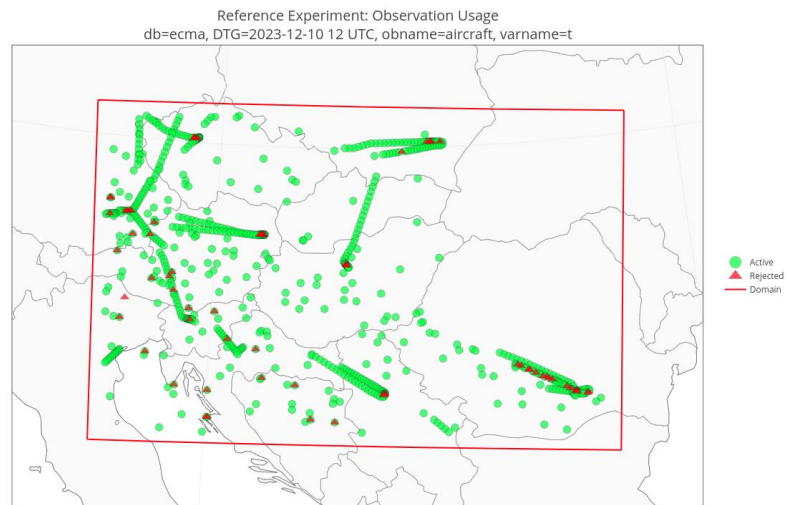 Reference Experiment: Observation Usage
db=ecma, DTG=2023-12-10 12 UTC, obname=aircraft, varname=t
Active
Rejected
Domain